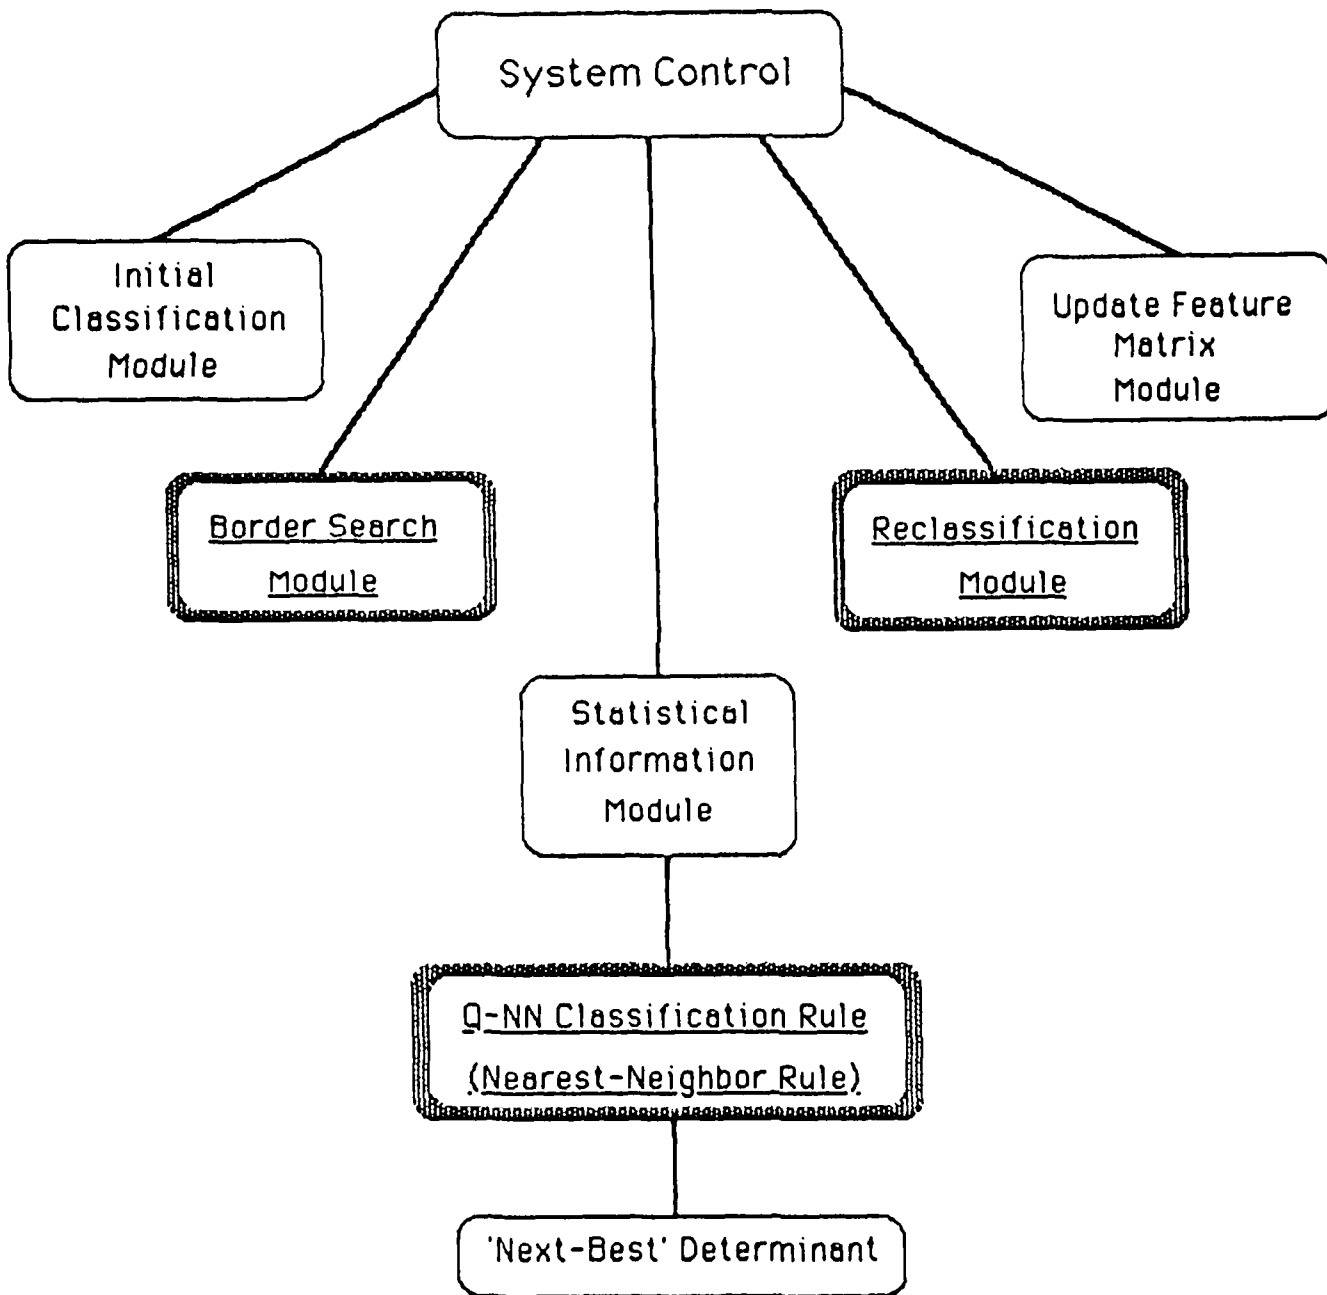 System Control
Initial
Classification
Module
Update Feature
Matrix
Module
Border Search
Module
Reclassification
Module
Statistical
Information
Module
Q-NN Classification Rule
(Nearest-Neighbor Rule)
'Next-Best' Determinant